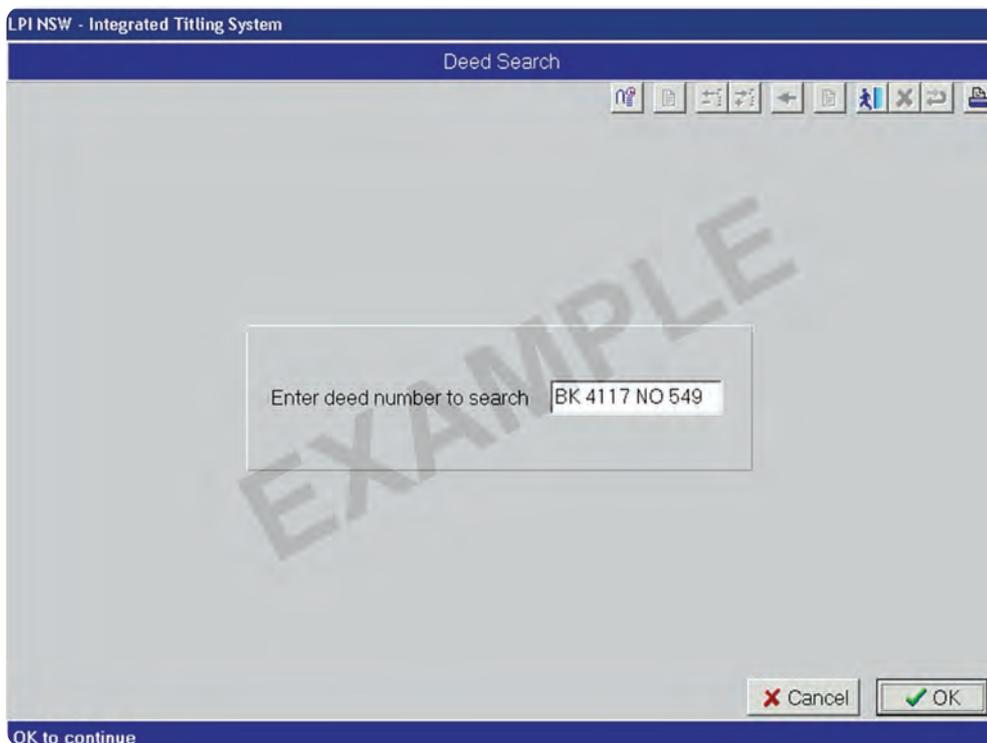 LPI NSW - Integrated Titling System
Deed Search
EXAMPLE
Enter deed number to search BK 4117 NO 549
Cancel OK
OK to continue